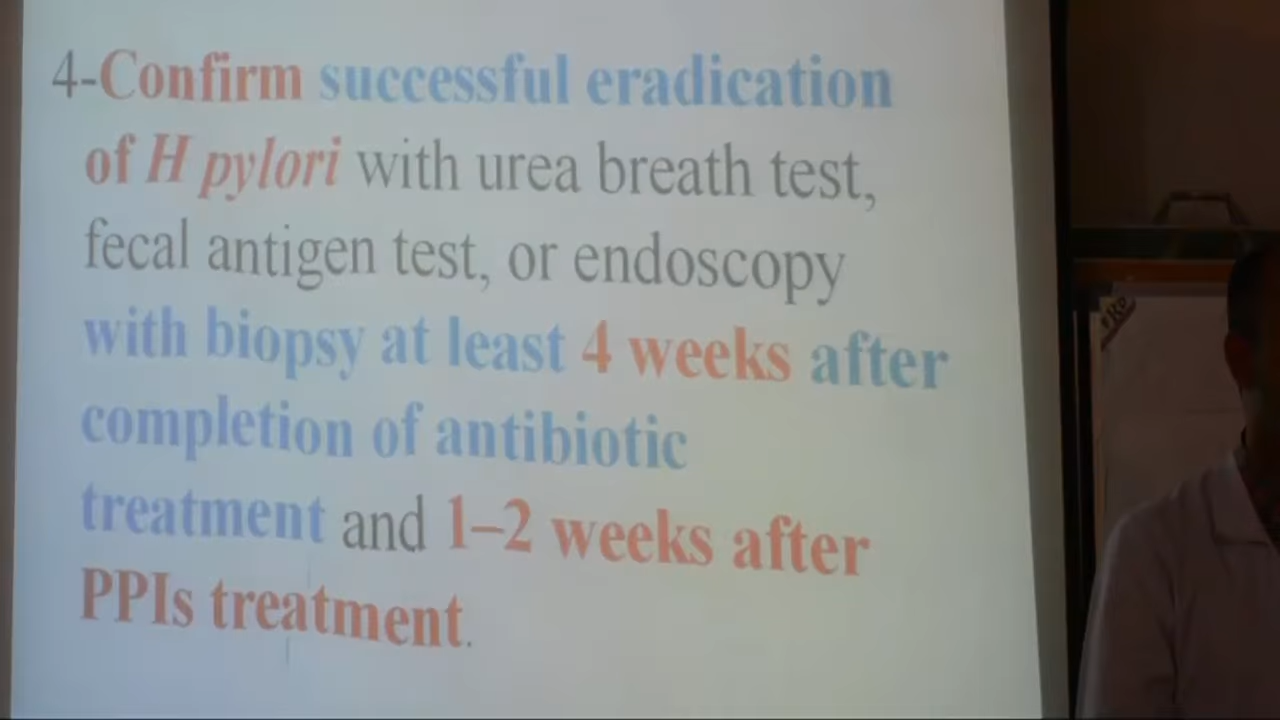 4-Confirm successful eradication
of H pylori with urea breath test,
fecal antigen test, or endoscopy
with biopsy at least 4 weeks after
completion of antibiotic
treatment and 1–2 weeks after
PPIs treatment.